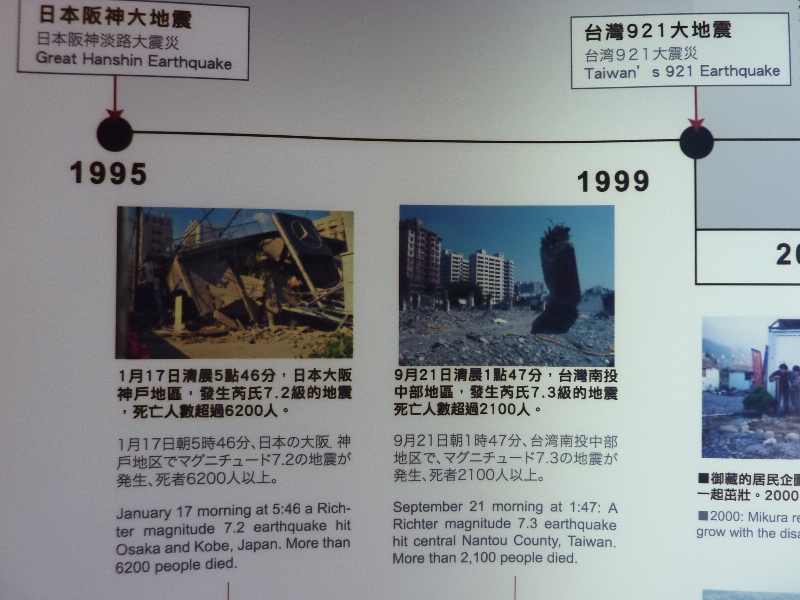 日本阪神大地震
日本阪神淡路大震災
Great Hanshin Earthquake
台灣921大地震
台湾921大震災
Taiwan’s 921 Earthquake
1995
1999
20
1月17日清晨5點46分，日本大阪
神戶地區，發生芮氏7.2級的地震
，死亡人數超過6200人。
1月17日朝5時46分、日本の大阪、神
戸地区でマグニチュード7.2の地震が
発生、死者6200人以上。
January 17 morning at 5:46 a Rich-
ter magnitude 7.2 earthquake hit
Osaka and Kobe, Japan. More than
6200 people died.
9月21日清晨1點47分，台灣南投
中部地區，發生芮氏7.3級的地震
死亡人數超過2100人。
9月21日朝1時47分、台湾南投中部
地区で、マグニチュード7.3の地震が
発生、死者2100人以上。
September 21 morning at 1:47: A
Richter magnitude 7.3 earthquake
hit central Nantou County, Taiwan.
More than 2,100 people died.
■御藏的居民企
一起茁壯。2000
■2000: Mikura re
grow with the disa